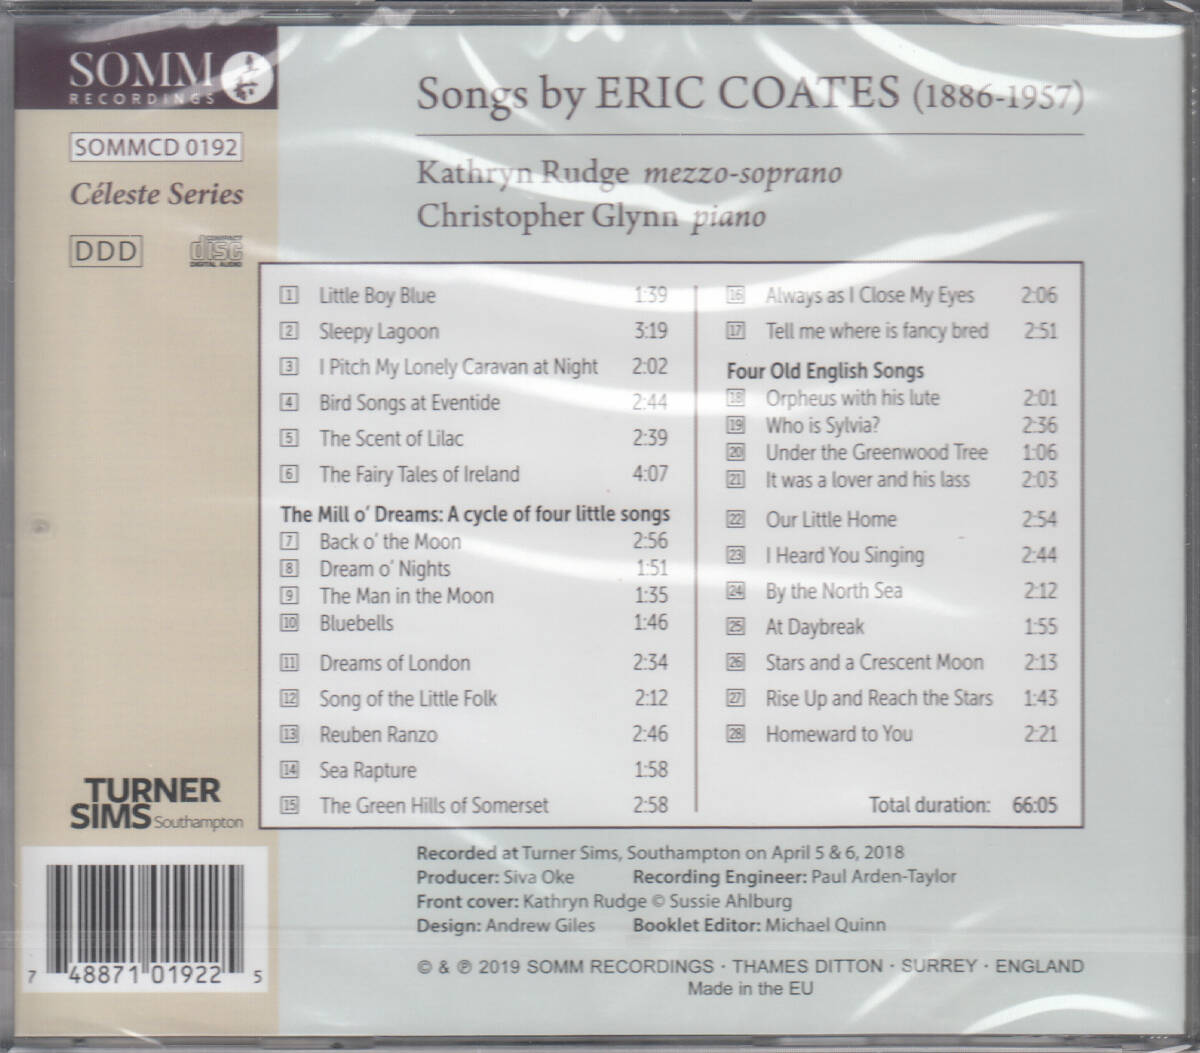 SOMM
RECORDINGS
SOMMCD 0192
Céleste Series
DDD
COMPACT
disc
DIGITAL AUDIO
Songs by ERIC COATES (1886-1957)
Kathryn Rudge mezzo-soprano
Christopher Glynn piano
1 Little Boy Blue 1:39
2 Sleepy Lagoon 3:19
3 I Pitch My Lonely Caravan at Night 2:02
4 Bird Songs at Eventide 2:44
5 The Scent of Lilac 2:39
6 The Fairy Tales of Ireland 4:07
The Mill o' Dreams: A cycle of four little songs
7 Back o' the Moon 2:56
8 Dream o' Nights 1:51
9 The Man in the Moon 1:35
10 Bluebells 1:46
11 Dreams of London 2:34
12 Song of the Little Folk 2:12
13 Reuben Ranzo 2:46
14 Sea Rapture 1:58
15 The Green Hills of Somerset 2:58
16 Always as I Close My Eyes 2:06
17 Tell me where is fancy bred 2:51
Four Old English Songs
18 Orpheus with his lute 2:01
19 Who is Sylvia? 2:36
20 Under the Greenwood Tree 1:06
21 It was a lover and his lass 2:03
22 Our Little Home 2:54
23 I Heard You Singing 2:44
24 By the North Sea 2:12
25 At Daybreak 1:55
26 Stars and a Crescent Moon 2:13
27 Rise Up and Reach the Stars 1:43
28 Homeward to You 2:21
Total duration: 66:05
TURNER
SIMS Southampton
Recorded at Turner Sims, Southampton on April 5 & 6, 2018
Producer: Siva Oke Recording Engineer: Paul Arden-Taylor
Front cover: Kathryn Rudge © Sussie Ahlburg
Design: Andrew Giles Booklet Editor: Michael Quinn
© & ℗ 2019 SOMM RECORDINGS · THAMES DITTON · SURREY · ENGLAND
Made in the EU
7 48871 01922 5